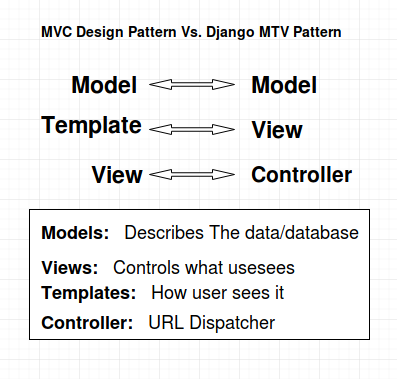 MVC Design Pattern Vs. Django MTV Pattern
Model Model
Template View
View Controller
Models: Describes The data/database
Views: Controls what usesees
Templates: How user sees it
Controller: URL Dispatcher